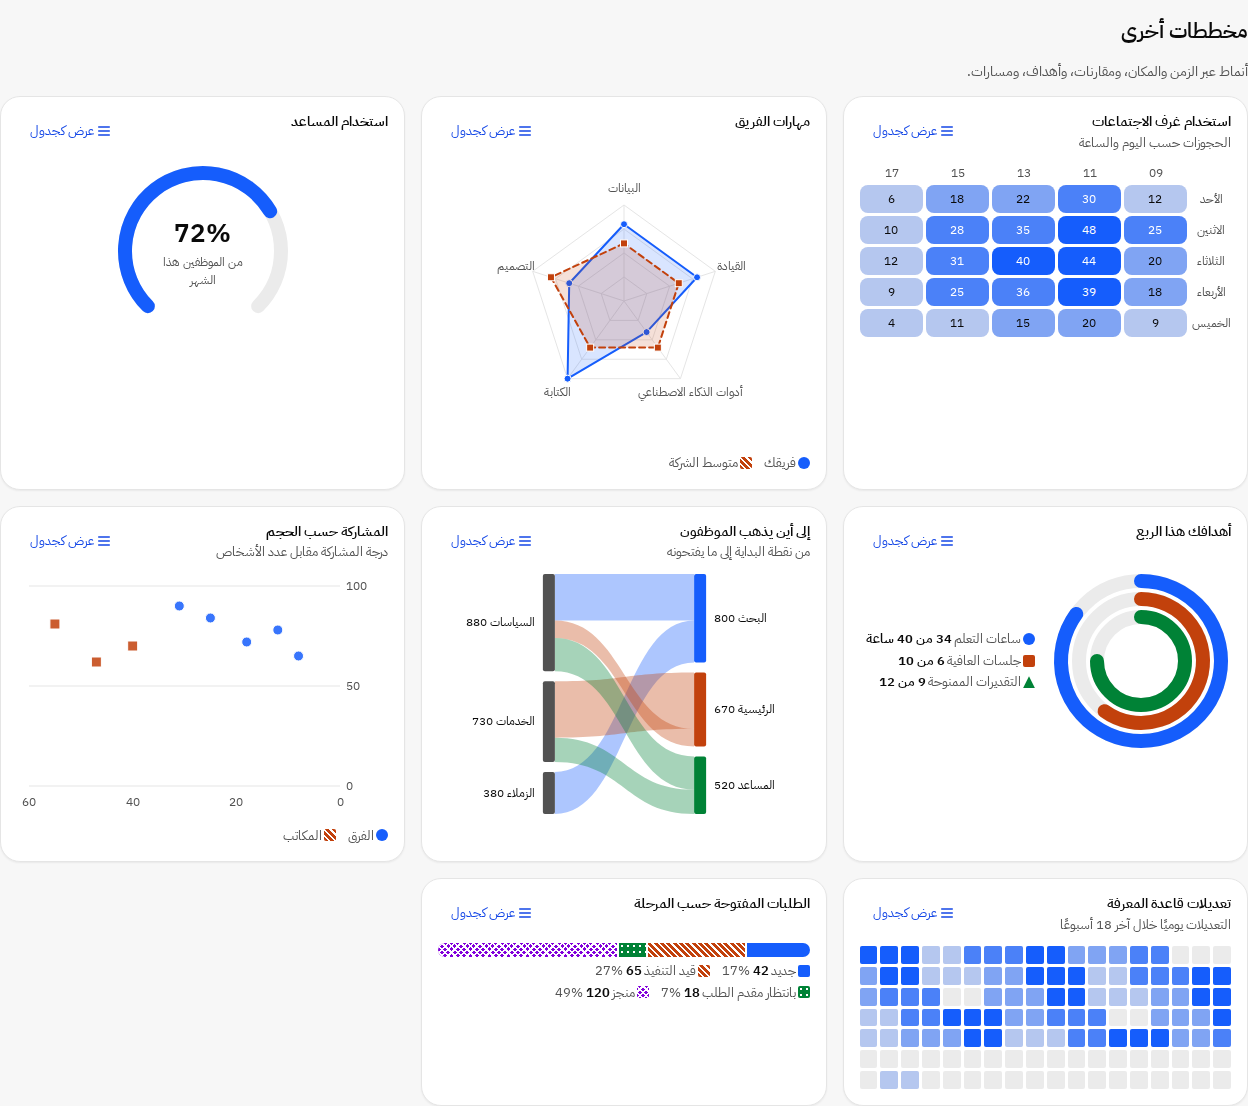 مخططات أخرى
أنماط عبر الزمن والمكان، ومقارنات، وأهداف، ومسارات.
استخدام غرف الاجتماعات
عرض كجدول
الحجوزات حسب اليوم والساعة
09 11 13 15 17
الأحد 12 30 22 18 6
الاثنين 25 48 35 28 10
الثلاثاء 20 44 40 31 12
الأربعاء 18 39 36 25 9
الخميس 9 20 15 11 4
مهارات الفريق
عرض كجدول
البيانات
القيادة
التصميم
أدوات الذكاء الاصطناعي
الكتابة
فريقك
متوسط الشركة
استخدام المساعد
عرض كجدول
72%
من الموظفين هذا
الشهر
أهدافك هذا الربع
عرض كجدول
ساعات التعلم 34 من 40 ساعة
جلسات العافية 6 من 10
التقديرات الممنوحة 9 من 12
إلى أين يذهب الموظفون
عرض كجدول
من نقطة البداية إلى ما يفتحونه
البحث 800
الرئيسية 670
المساعد 520
السياسات 880
الخدمات 730
الزملاء 380
المشاركة حسب الحجم
عرض كجدول
درجة المشاركة مقابل عدد الأشخاص
100
50
0
0 20 40 60
الفرق
المكاتب
تعديلات قاعدة المعرفة
عرض كجدول
التعديلات يوميًا خلال آخر 18 أسبوعًا
الطلبات المفتوحة حسب المرحلة
عرض كجدول
جديد 42 17% قيد التنفيذ 65 27%
بانتظار مقدم الطلب 18 7% منجز 120 49%